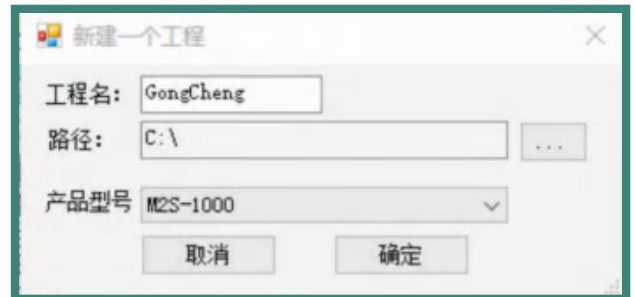 新建一个工程
工程名: GongCheng
路径: C:\ ...
产品型号 M2S-1000
取消 确定